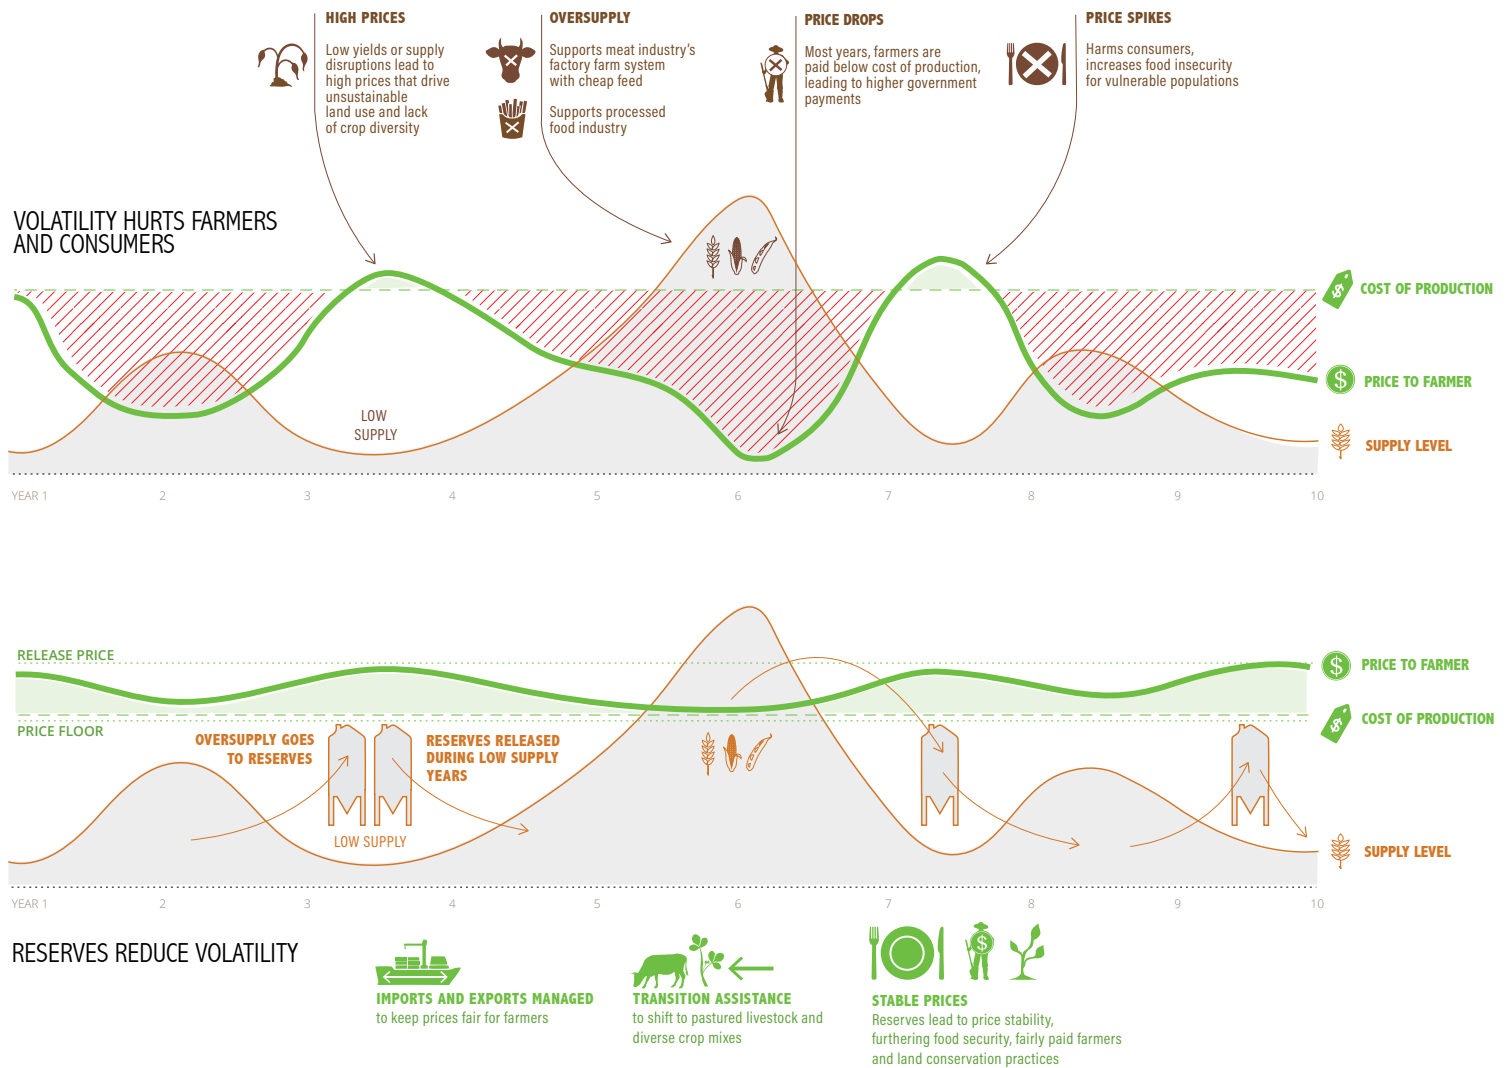 HIGH PRICES
Low yields or supply
disruptions lead to
high prices that drive
unsustainable
land use and lack
of crop diversity
OVERSUPPLY
Supports meat industry's
factory farm system
with cheap feed
Supports processed
food industry
PRICE DROPS
Most years, farmers are
paid below cost of production,
leading to higher government
payments
PRICE SPIKES
Harms consumers,
increases food insecurity
for vulnerable populations
VOLATILITY HURTS FARMERS
AND CONSUMERS
$ COST OF PRODUCTION
$ PRICE TO FARMER
LOW
SUPPLY
SUPPLY LEVEL
YEAR 1 2 3 4 5 6 7 8 9 10
RELEASE PRICE
$ PRICE TO FARMER
$ COST OF PRODUCTION
PRICE FLOOR
OVERSUPPLY GOES
TO RESERVES
RESERVES RELEASED
DURING LOW SUPPLY
YEARS
LOW SUPPLY
SUPPLY LEVEL
YEAR 1 2 3 4 5 6 7 8 9 10
RESERVES REDUCE VOLATILITY
IMPORTS AND EXPORTS MANAGED
to keep prices fair for farmers
TRANSITION ASSISTANCE
to shift to pastured livestock and
diverse crop mixes
$
STABLE PRICES
Reserves lead to price stability,
furthering food security, fairly paid farmers
and land conservation practices